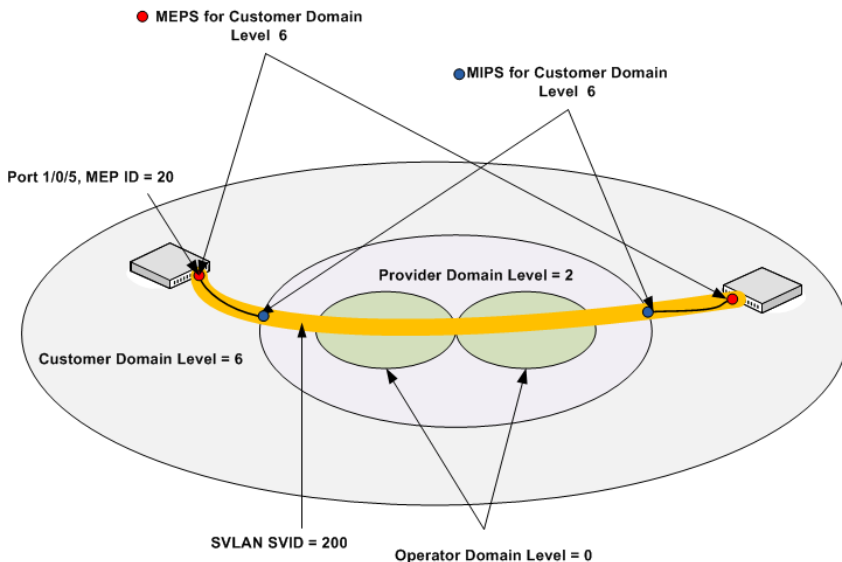 MEPS for Customer Domain
Level 6
MIPS for Customer Domain
Level 6
Port 1/0/5, MEP ID = 20
Provider Domain Level = 2
Customer Domain Level = 6
SVLAN SVID = 200
Operator Domain Level = 0